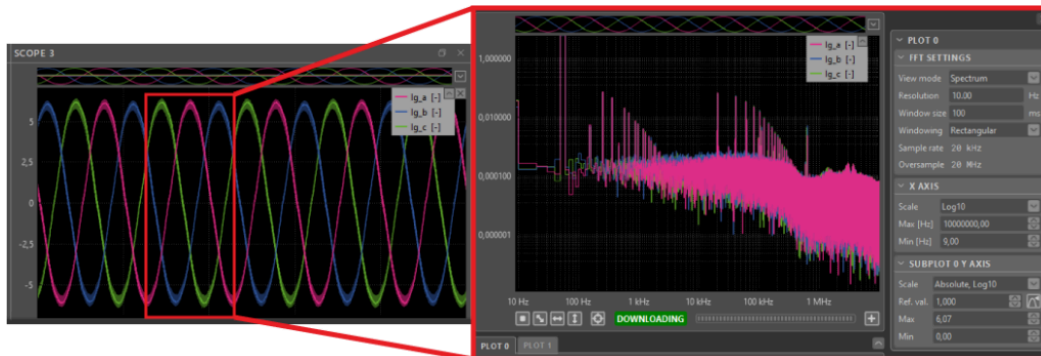 SCOPE 3
Ig_a [-]
Ig_b [-]
Ig_c [-]
5
2,5
0
-2,5
-5
Ig_a [-]
Ig_b [-]
Ig_c [-]
1,000000
0,010000
0,000100
0,000001
10 Hz
100 Hz
1 kHz
10 kHz
100 kHz
1 MHz
DOWNLOADING
PLOT 0
PLOT 1
PLOT 0
FFT SETTINGS
View mode Spectrum
Resolution 10.00 Hz
Window size 100 ms
Windowing Rectangular
Sample rate 20 kHz
Oversample 20 MHz
X AXIS
Scale Log10
Max [Hz] 10000000,00
Min [Hz] 9,00
SUBPLOT 0 Y AXIS
Scale Absolute, Log10
Ref. val. 1,000
Max 6,07
Min 0,00